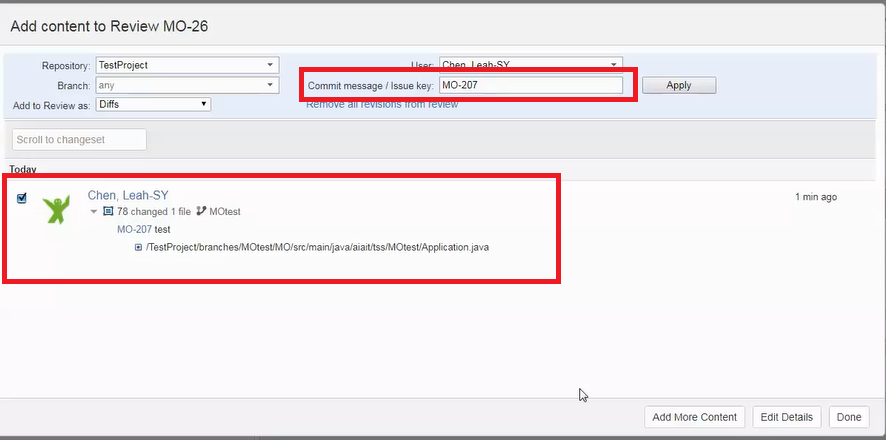 Add content to Review MO-26
Repository: TestProject User: Chen, Leah-SY
Branch: any Commit message / Issue key: MO-207 Apply
Add to Review as: Diffs Remove all revisions from review
Scroll to changeset
Today
Chen, Leah-SY 1 min ago
78 changed 1 file MOtest
MO-207 test
/TestProject/branches/MOtest/MO/src/main/java/aiait/tss/MOtest/Application.java
Add More Content Edit Details Done